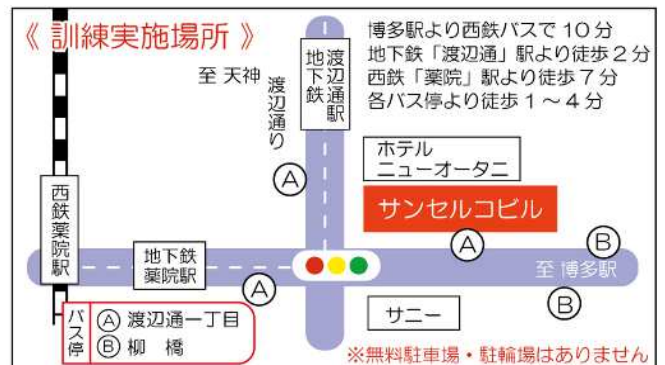 《 訓練実施場所 》
博多駅より西鉄バスで10分
地下鉄「渡辺通」駅より徒歩2分
西鉄「薬院」駅より徒歩7分
各バス停より徒歩1～4分
至 天神
渡辺通り
地下鉄
渡辺通駅
Ⓐ
ホテル
ニューオータニ
サンセルコビル
西鉄薬院駅
地下鉄
薬院駅
Ⓐ
Ⓐ
Ⓑ
至 博多駅
Ⓑ
サニー
バス停
Ⓐ 渡辺通一丁目
Ⓑ 柳　橋
※無料駐車場・駐輪場はありません